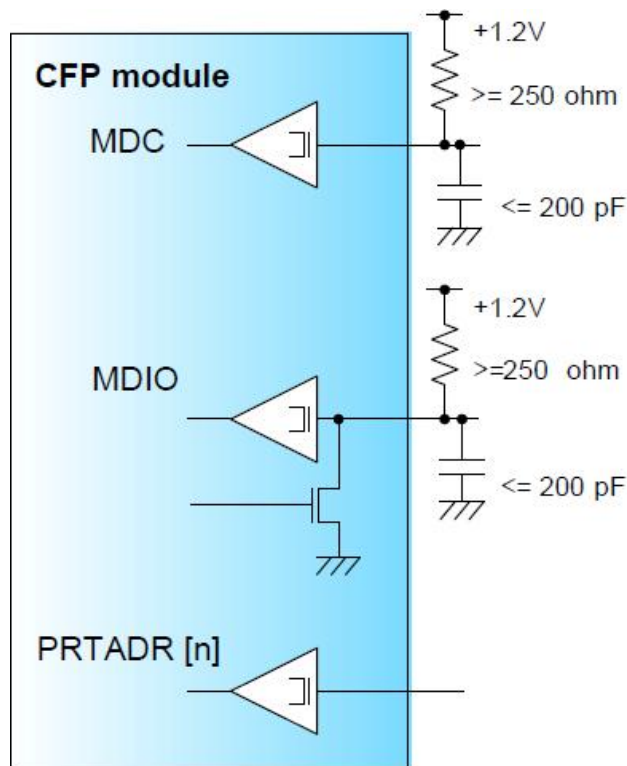 +1.2V
CFP module
>= 250 ohm
MDC
<= 200 pF
+1.2V
MDIO
>=250 ohm
<= 200 pF
PRTADR [n]